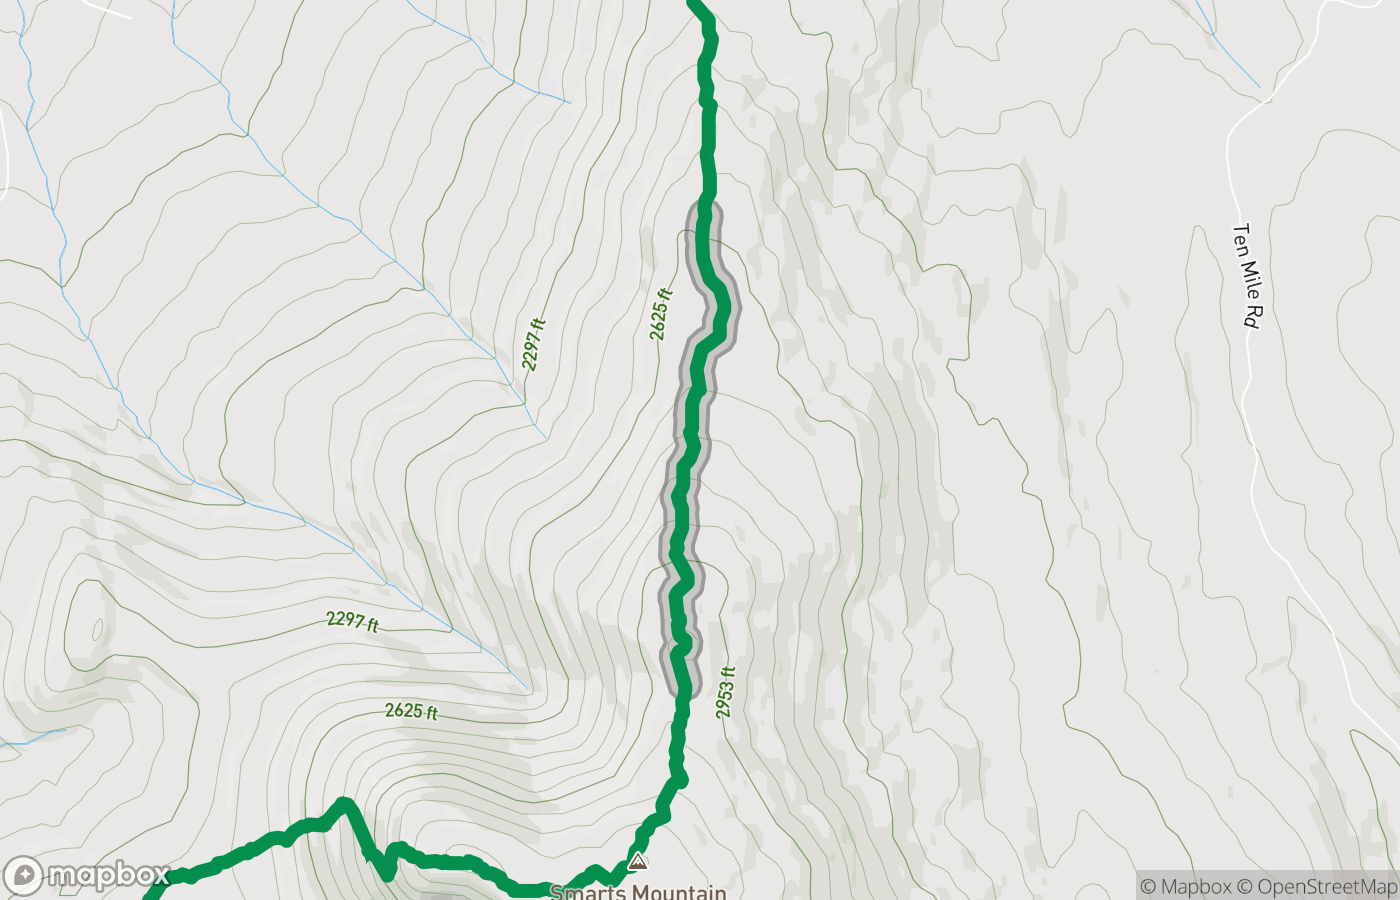 Ten Mile Rd
2625 ft
2297 ft
2297 ft
2953 ft
2625 ft
Smarts Mountain
mapbox
© Mapbox © OpenStreetMap